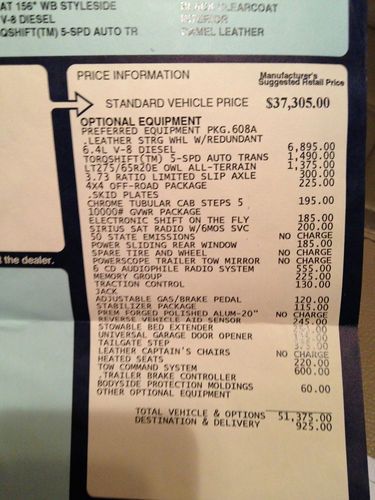 AT 156" WB STYLESIDE
V-8 DIESEL
QSHIFT(TM) 5-SPD AUTO TR
CLEARCOAT
INTERIOR
CAMEL LEATHER
PRICE INFORMATION
Manufacturer's
Suggested Retail Price
STANDARD VEHICLE PRICE $37,305.00
OPTIONAL EQUIPMENT
PREFERRED EQUIPMENT PKG.608A
.LEATHER STRG WHL W/REDUNDANT
6.4L V-8 DIESEL 6,895.00
TORQSHIFT(TM) 5-SPD AUTO TRANS 1,490.00
LT275/65R20E OWL ALL-TERRAIN 1,375.00
3.73 RATIO LIMITED SLIP AXLE 300.00
4X4 OFF-ROAD PACKAGE 225.00
.SKID PLATES
CHROME TUBULAR CAB STEPS 5 195.00
10000# GVWR PACKAGE
ELECTRONIC SHIFT ON THE FLY 185.00
SIRIUS SAT RADIO W/6MOS SVC 200.00
50 STATE EMISSIONS NO CHARGE
POWER SLIDING REAR WINDOW 185.00
SPARE TIRE AND WHEEL NO CHARGE
POWERSCOPE TRAILER TOW MIRROR NO CHARGE
6 CD AUDIOPHILE RADIO SYSTEM 555.00
MEMORY GROUP 225.00
TRACTION CONTROL 130.00
JACK
ADJUSTABLE GAS/BRAKE PEDAL 120.00
STABILIZER PACKAGE 115.00
PREM FORGED POLISHED ALUM-20" NO CHARGE
REVERSE VEHICLE AID SENSOR 245.00
STOWABLE BED EXTENDER
UNIVERSAL GARAGE DOOR OPENER
TAILGATE STEP
LEATHER CAPTAIN'S CHAIRS NO CHARGE
HEATED SEATS 220.00
TOW COMMAND SYSTEM 600.00
.TRAILER BRAKE CONTROLLER
BODYSIDE PROTECTION MOLDINGS 60.00
OTHER OPTIONAL EQUIPMENT
TOTAL VEHICLE & OPTIONS 51,375.00
DESTINATION & DELIVERY 925.00
the dealer.